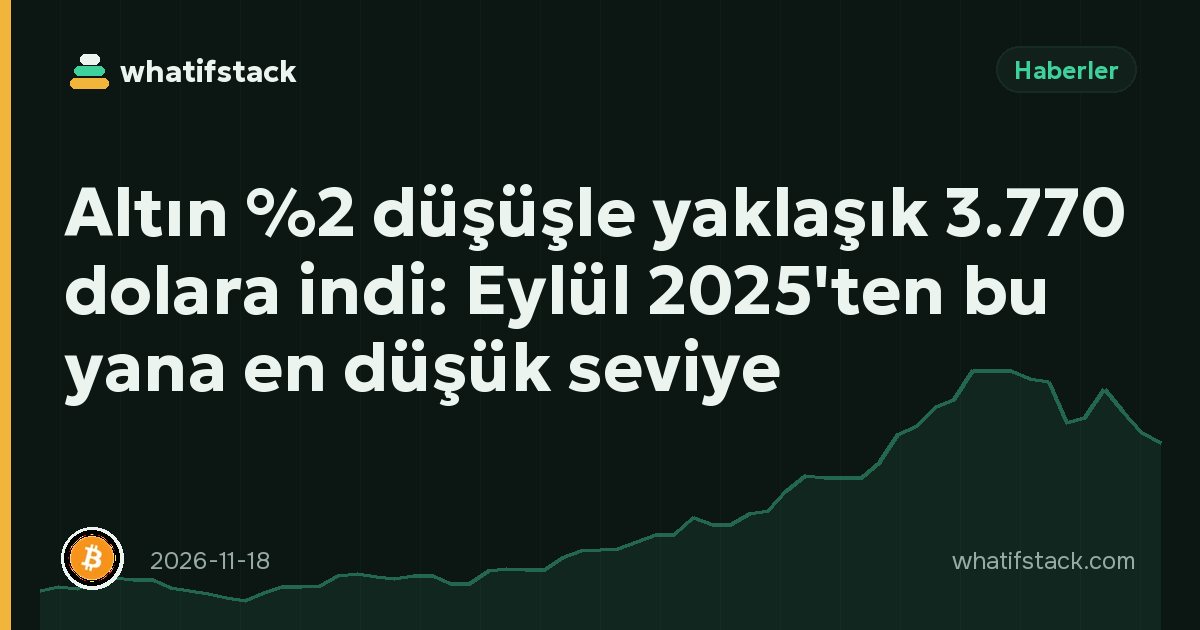 whatifstack
Haberler
Altın %2 düşüşle yaklaşık 3.770
dolara indi: Eylül 2025'ten bu
yana en düşük seviye
2026-11-18
whatifstack.com